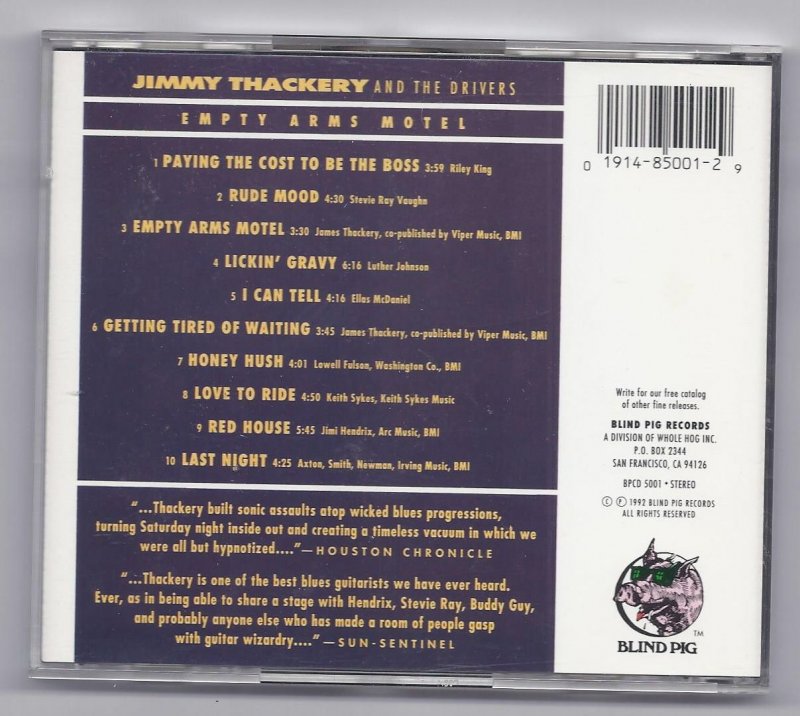 JIMMY THACKERY AND THE DRIVERS
EMPTY ARMS MOTEL
1 PAYING THE COST TO BE THE BOSS 3:59 Riley King
2 RUDE MOOD 4:30 Stevie Ray Vaughn
3 EMPTY ARMS MOTEL 3:30 James Thackery, co-published by Viper Music, BMI
4 LICKIN' GRAVY 6:16 Luther Johnson
5 I CAN TELL 4:16 Ellas McDaniel
6 GETTING TIRED OF WAITING 3:45 James Thackery, co-published by Viper Music, BMI
7 HONEY HUSH 4:01 Lowell Fulson, Washington Co., BMI
8 LOVE TO RIDE 4:50 Keith Sykes, Keith Sykes Music
9 RED HOUSE 5:45 Jimi Hendrix, Arc Music, BMI
10 LAST NIGHT 4:25 Axton, Smith, Newman, Irving Music, BMI
"...Thackery built sonic assaults atop wicked blues progressions,
turning Saturday night inside out and creating a timeless vacuum in which we
were all but hypnotized...."—HOUSTON CHRONICLE
"...Thackery is one of the best blues guitarists we have ever heard.
Ever, as in being able to share a stage with Hendrix, Stevie Ray, Buddy Guy,
and probably anyone else who has made a room of people gasp
with guitar wizardry...." —SUN-SENTINEL
0 1914-85001-2 9
Write for our free catalog
of other fine releases.
BLIND PIG RECORDS
A DIVISION OF WHOLE HOG INC.
P.O. BOX 2344
SAN FRANCISCO, CA 94126
BPCD 5001 • STEREO
© ℗ 1992 BLIND PIG RECORDS
ALL RIGHTS RESERVED
TM
BLIND PIG